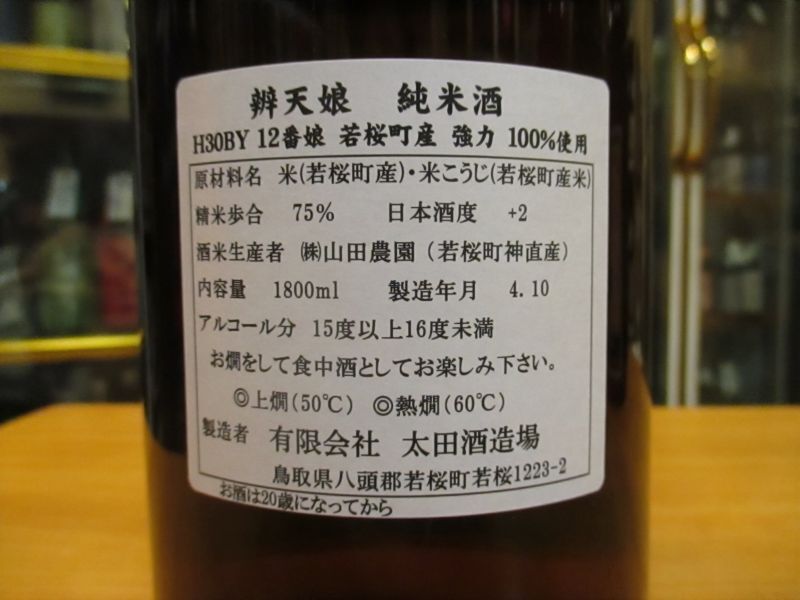 辨天娘 純米酒
H30BY 12番娘 若桜町産 強力 100%使用
原材料名 米(若桜町産)・米こうじ(若桜町産米)
精米歩合 75% 日本酒度 +2
酒米生産者 ㈱山田農園(若桜町神直産)
内容量 1800ml 製造年月 4.10
アルコール分 15度以上16度未満
お燗をして食中酒としてお楽しみ下さい。
◎上燗(50℃) ◎熱燗(60℃)
製造者 有限会社 太田酒造場
鳥取県八頭郡若桜町若桜1223-2
お酒は20歳になってから